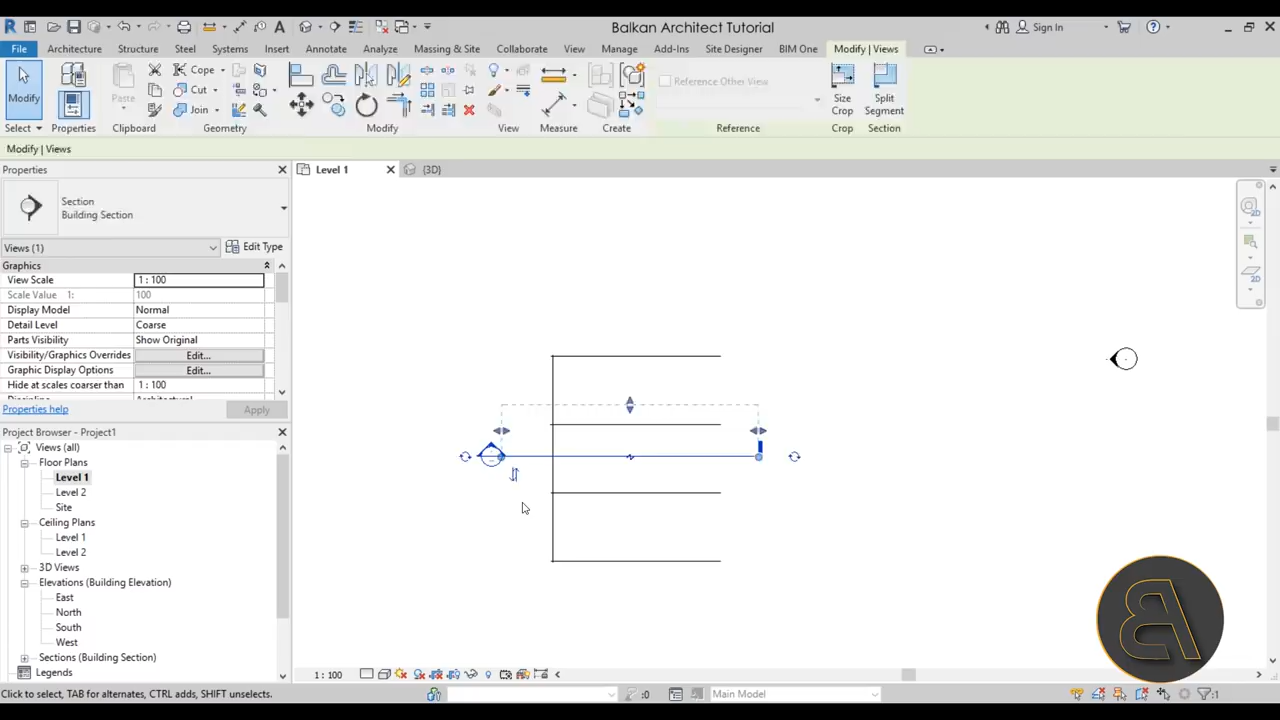 Balkan Architect Tutorial
Sign In
File
Architecture
Structure
Steel
Systems
Insert
Annotate
Analyze
Massing & Site
Collaborate
View
Manage
Add-Ins
Site Designer
BIM One
Modify | Views
Modify
Properties
Paste
Cope
Cut
Join
Reference Other View
Size Crop
Split Segment
Select
Properties
Clipboard
Geometry
Modify
View
Measure
Create
Reference
Crop
Section
Modify | Views
Properties
Level 1
{3D}
Section
Building Section
Views (1)
Edit Type
Graphics
View Scale 1 : 100
Scale Value 1: 100
Display Model Normal
Detail Level Coarse
Parts Visibility Show Original
Visibility/Graphics Overrides Edit...
Graphic Display Options Edit...
Hide at scales coarser than 1 : 100
Properties help
Apply
Project Browser - Project1
Views (all)
Floor Plans
Level 1
Level 2
Site
Ceiling Plans
Level 1
Level 2
3D Views
Elevations (Building Elevation)
East
North
South
West
Sections (Building Section)
Legends
1 : 100
Click to select, TAB for alternates, CTRL adds, SHIFT unselects.
:0
Main Model
:1
2D
2D